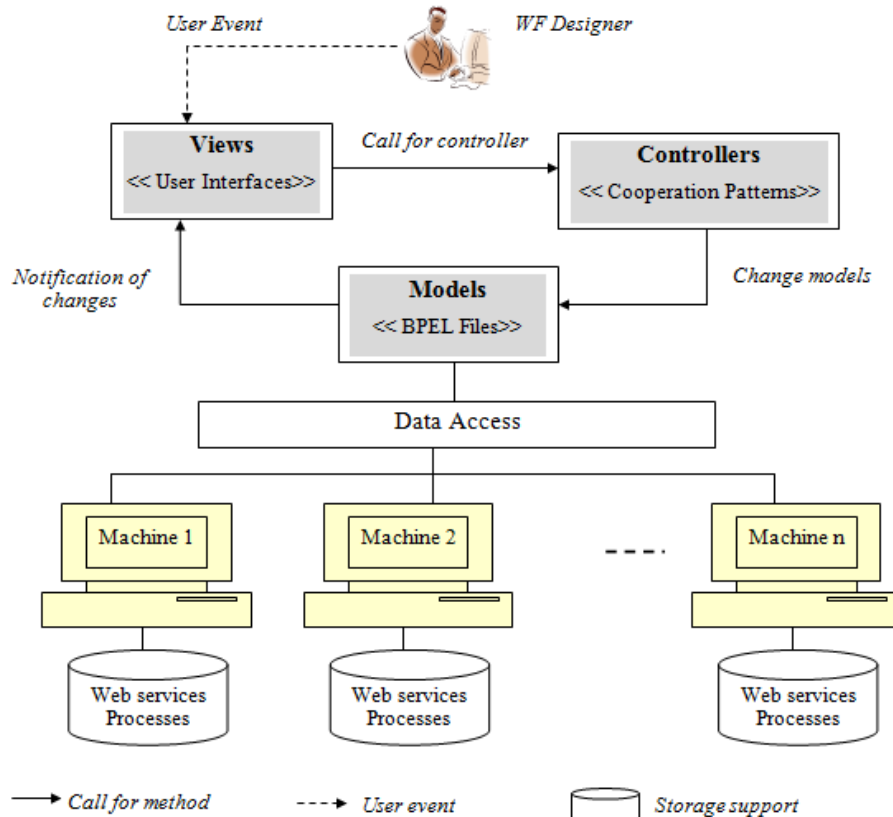 User Event
WF Designer
Views
<< User Interfaces>>
Call for controller
Controllers
<< Cooperation Patterns>>
Notification of
changes
Models
<< BPEL Files>>
Change models
Data Access
Machine 1
Machine 2
Machine n
Web services
Processes
Web services
Processes
Web services
Processes
Call for method
User event
Storage support